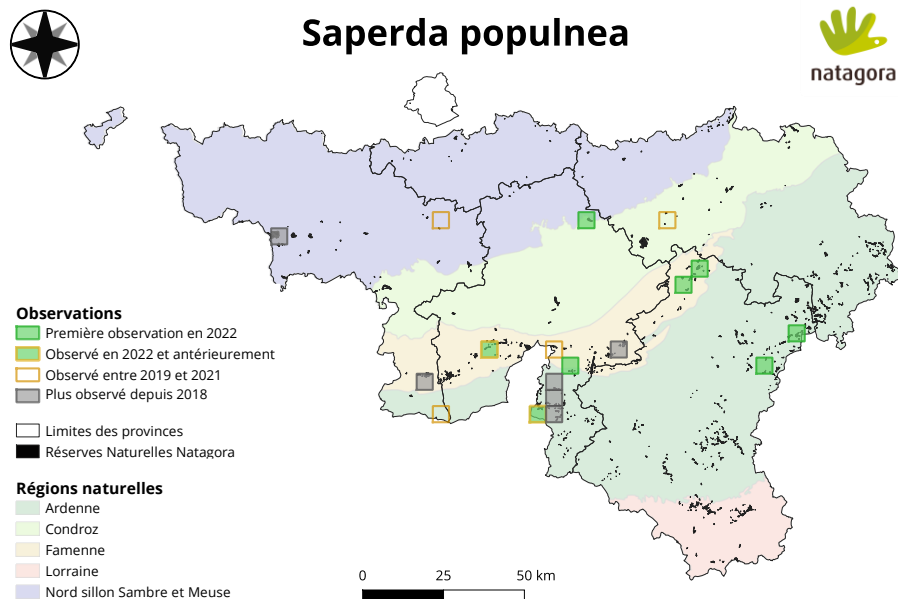 Saperda populnea
natagora
Observations
Première observation en 2022
Observé en 2022 et antérieurement
Observé entre 2019 et 2021
Plus observé depuis 2018
Limites des provinces
Réserves Naturelles Natagora
Régions naturelles
Ardenne
Condroz
Famenne
Lorraine
Nord sillon Sambre et Meuse
0 25 50 km